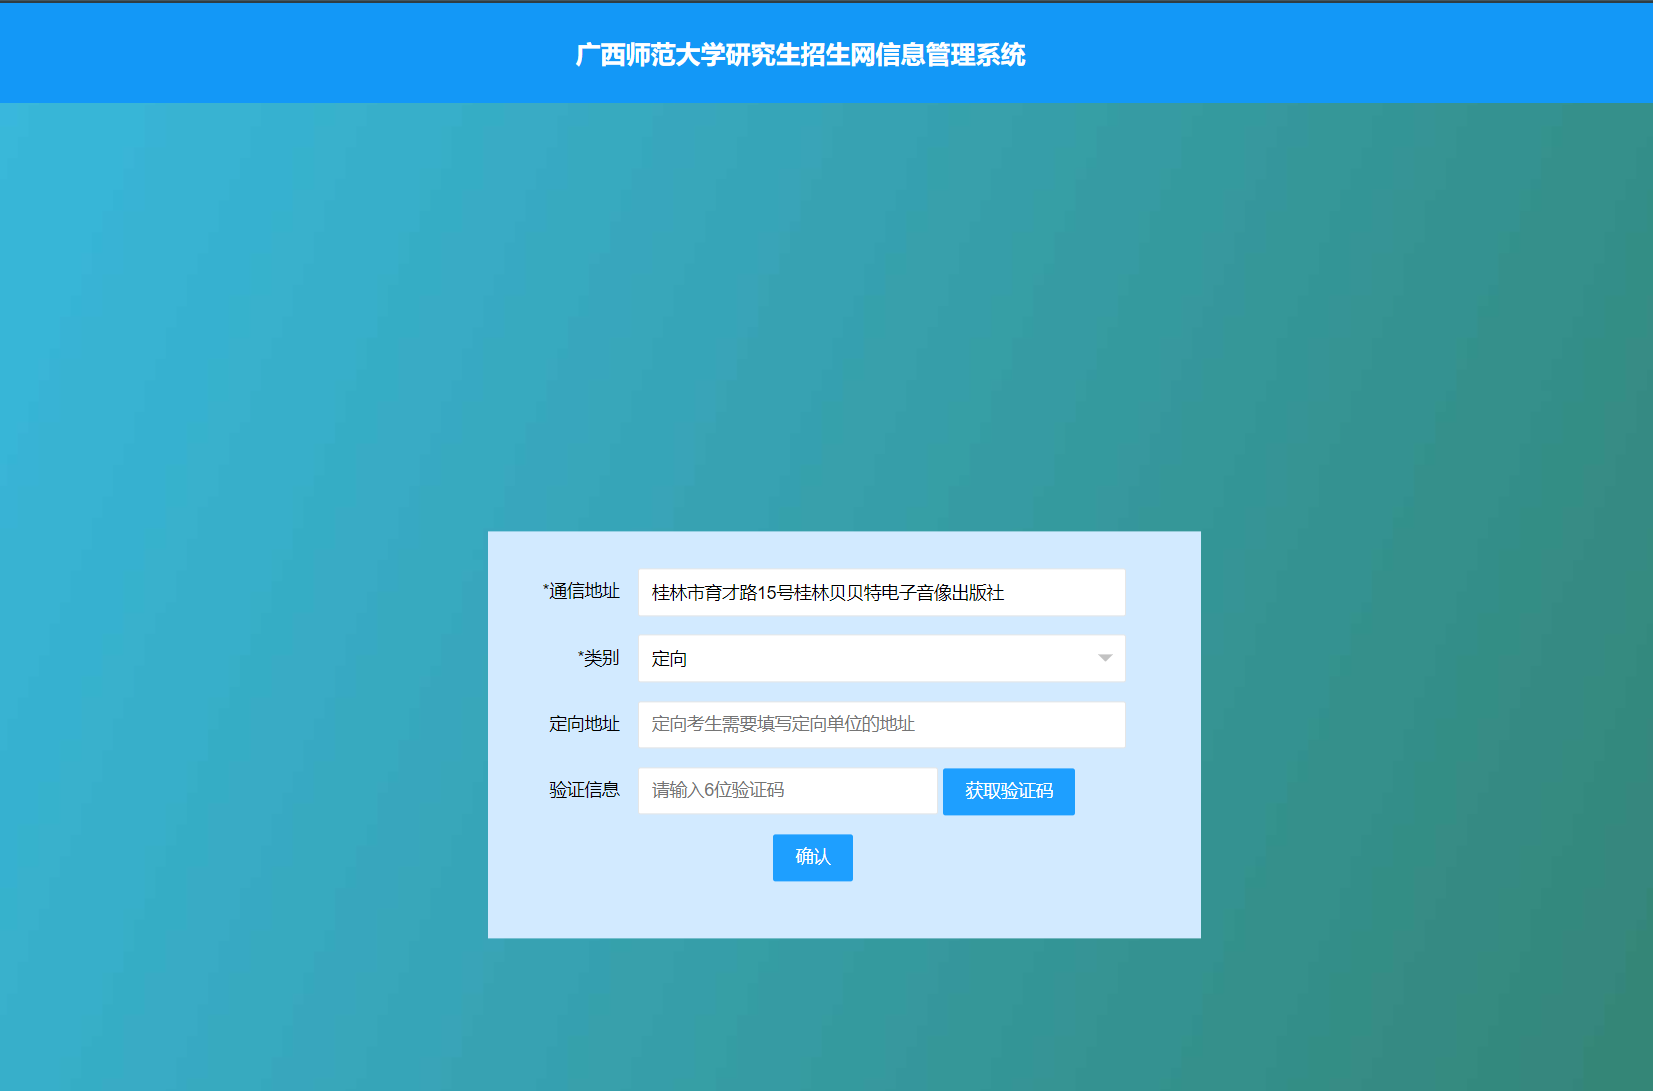 广西师范大学研究生招生网信息管理系统
*通信地址 桂林市育才路15号桂林贝贝特电子音像出版社
*类别 定向
定向地址 定向考生需要填写定向单位的地址
验证信息 请输入6位验证码 获取验证码
确认